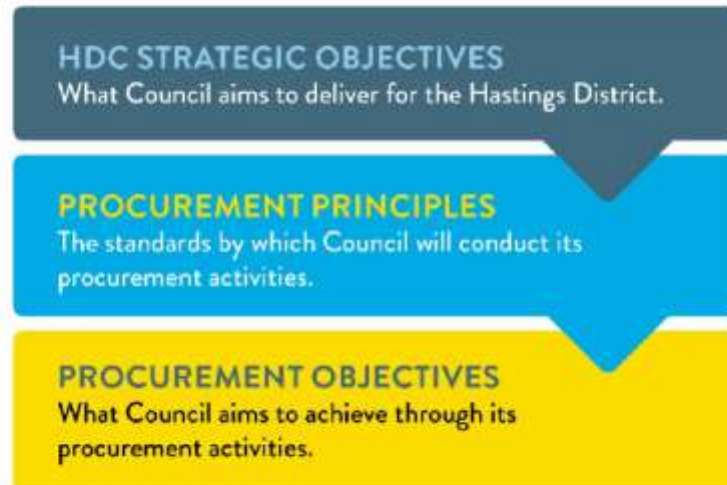 HDC STRATEGIC OBJECTIVES
What Council aims to deliver for the Hastings District.
PROCUREMENT PRINCIPLES
The standards by which Council will conduct its
procurement activities.
PROCUREMENT OBJECTIVES
What Council aims to achieve through its
procurement activities.